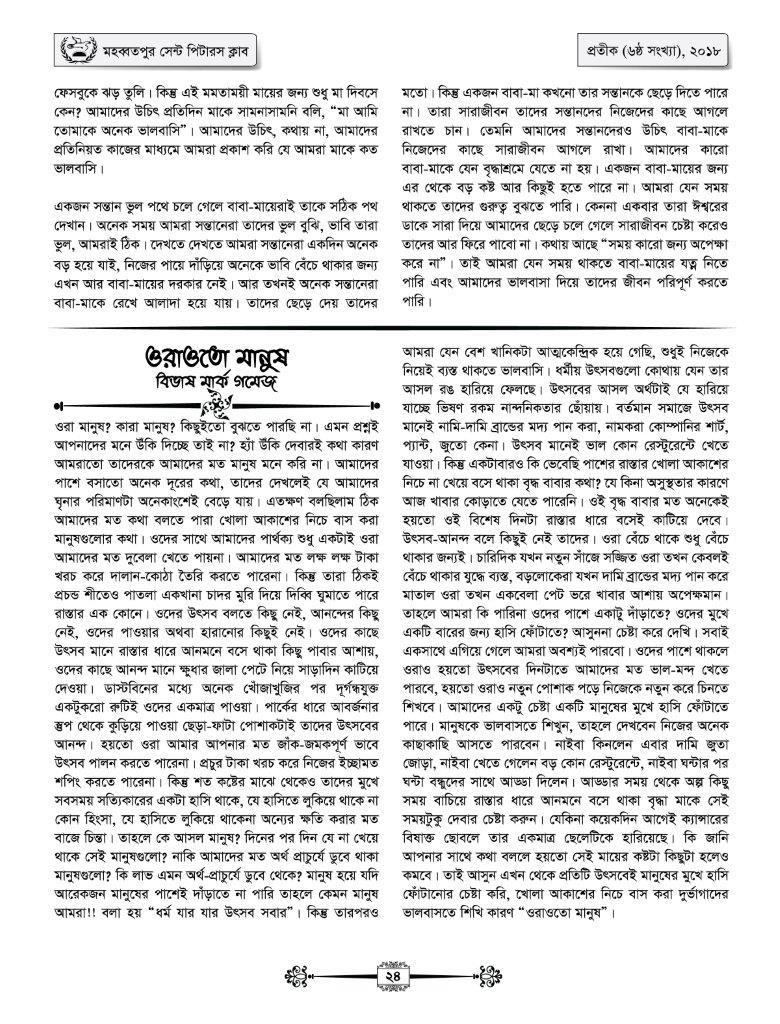 মহব্বতপুর সেন্ট পিটারস ক্লাব
প্রতীক (৬ষ্ঠ সংখ্যা), ২০১৮
ফেসবুকে ঝড় তুলি। কিন্তু এই মমতাময়ী মায়ের জন্য শুধু মা দিবসে
কেন? আমাদের উচিৎ প্রতিদিন মাকে সামনাসামনি বলি, “মা আমি
তোমাকে অনেক ভালবাসি”। আমাদের উচিৎ, কথায় না, আমাদের
প্রতিনিয়ত কাজের মাধ্যমে আমরা প্রকাশ করি যে আমরা মাকে কত
ভালবাসি।
একজন সন্তান ভুল পথে চলে গেলে বাবা-মায়েরাই তাকে সঠিক পথ
দেখান। অনেক সময় আমরা সন্তানেরা তাদের ভুল বুঝি, ভাবি তারা
ভুল, আমরাই ঠিক। দেখতে দেখতে আমরা সন্তানেরা একদিন অনেক
বড় হয়ে যাই, নিজের পায়ে দাঁড়িয়ে অনেকে ভাবি বেঁচে থাকার জন্য
এখন আর বাবা-মায়ের দরকার নেই। আর তখনই অনেক সন্তানেরা
বাবা-মাকে রেখে আলাদা হয়ে যায়। তাদের ছেড়ে দেয় তাদের
মতো। কিন্তু একজন বাবা-মা কখনো তার সন্তানকে ছেড়ে দিতে পারে
না। তারা সারাজীবন তাদের সন্তানদের নিজেদের কাছে আগলে
রাখতে চান। তেমনি আমাদের সন্তানদেরও উচিৎ বাবা-মাকে
নিজেদের কাছে সারাজীবন আগলে রাখা। আমাদের কারো
বাবা-মাকে যেন বৃদ্ধাশ্রমে যেতে না হয়। একজন বাবা-মায়ের জন্য
এর থেকে বড় কষ্ট আর কিছুই হতে পারে না। আমরা যেন সময়
থাকতে তাদের গুরুত্ব বুঝতে পারি। কেননা একবার তারা ঈশ্বরের
ডাকে সারা দিয়ে আমাদের ছেড়ে চলে গেলে সারাজীবন চেষ্টা করেও
তাদের আর ফিরে পাবো না। কথায় আছে “সময় কারো জন্য অপেক্ষা
করে না”। তাই আমরা যেন সময় থাকতে বাবা-মায়ের যত্ন নিতে
পারি এবং আমাদের ভালবাসা দিয়ে তাদের জীবন পরিপূর্ণ করতে
পারি।
ওরাওতো মানুষ
বিভাষ মার্ক গমেজ
ওরা মানুষ? কারা মানুষ? কিছুইতো বুঝতে পারছি না। এমন প্রশ্নই
আপনাদের মনে উঁকি দিচ্ছে তাই না? হ্যাঁ উঁকি দেবারই কথা কারণ
আমরাতো তাদেরকে আমাদের মত মানুষ মনে করি না। আমাদের
পাশে বসাতো অনেক দূরের কথা, তাদের দেখলেই যে আমাদের
ঘৃনার পরিমাণটা অনেকাংশেই বেড়ে যায়। এতক্ষণ বলছিলাম ঠিক
আমাদের মত কথা বলতে পারা খোলা আকাশের নিচে বাস করা
মানুষগুলোর কথা। ওদের সাথে আমাদের পার্থক্য শুধু একটাই ওরা
আমাদের মত দুবেলা খেতে পায়না। আমাদের মত লক্ষ লক্ষ টাকা
খরচ করে দালান-কোঠা তৈরি করতে পারেনা। কিন্তু তারা ঠিকই
প্রচন্ড শীতেও পাতলা একখানা চাদর মুরি দিয়ে দিব্বি ঘুমাতে পারে
রাস্তার এক কোনে। ওদের উৎসব বলতে কিছু নেই, আনন্দের কিছু
নেই, ওদের পাওয়ার অথবা হারানোর কিছুই নেই। ওদের কাছে
উৎসব মানে রাস্তার ধারে আনমনে বসে থাকা কিছু পাবার আশায়,
ওদের কাছে আনন্দ মানে ক্ষুধার জালা পেটে নিয়ে সাড়াদিন কাটিয়ে
দেওয়া। ডাস্টবিনের মধ্যে অনেক খোঁজাখুজির পর দূর্গন্ধযুক্ত
একটুকরো রুটিই ওদের একমাত্র পাওয়া। পার্কের ধারে আবর্জনার
স্তুপ থেকে কুড়িয়ে পাওয়া ছেড়া-ফাটা পোশাকটাই তাদের উৎসবের
আনন্দ। হয়তো ওরা আমার আপনার মত জাঁক-জমকপূর্ণ ভাবে
উৎসব পালন করতে পারেনা। প্রচুর টাকা খরচ করে নিজের ইচ্ছামত
শপিং করতে পারেনা। কিন্তু শত কষ্টের মাঝে থেকেও তাদের মুখে
সবসময় সত্যিকারের একটা হাসি থাকে, যে হাসিতে লুকিয়ে থাকে না
কোন হিংসা, যে হাসিতে লুকিয়ে থাকেনা অন্যের ক্ষতি করার মত
বাজে চিন্তা। তাহলে কে আসল মানুষ? দিনের পর দিন যে না খেয়ে
থাকে সেই মানুষগুলো? নাকি আমাদের মত অর্থ প্রাচুর্যে ডুবে থাকা
মানুষগুলো? কি লাভ এমন অর্থ-প্রাচুর্যে ডুবে থেকে? মানুষ হয়ে যদি
আরেকজন মানুষের পাশেই দাঁড়াতে না পারি তাহলে কেমন মানুষ
আমরা!! বলা হয় “ধর্ম যার যার উৎসব সবার”। কিন্তু তারপরও
আমরা যেন বেশ খানিকটা আত্মকেন্দ্রিক হয়ে গেছি, শুধুই নিজেকে
নিয়েই ব্যস্ত থাকতে ভালবাসি। ধর্মীয় উৎসবগুলো কোথায় যেন তার
আসল রঙ হারিয়ে ফেলছে। উৎসবের আসল অর্থটাই যে হারিয়ে
যাচ্ছে ভিষণ রকম নান্দনিকতার ছোঁয়ায়। বর্তমান সমাজে উৎসব
মানেই নামি-দামি ব্রান্ডের মদ্য পান করা, নামকরা কোম্পানির শার্ট,
প্যান্ট, জুতো কেনা। উৎসব মানেই ভাল কোন রেস্টুরেন্টে খেতে
যাওয়া। কিন্তু একটাবারও কি ভেবেছি পাশের রাস্তার খোলা আকাশের
নিচে না খেয়ে বসে থাকা বৃদ্ধ বাবার কথা? যে কিনা অসুস্থতার কারণে
আজ খাবার কোড়াতে যেতে পারেনি। ওই বৃদ্ধ বাবার মত অনেকেই
হয়তো ওই বিশেষ দিনটা রাস্তার ধারে বসেই কাটিয়ে দেবে।
উৎসব-আনন্দ বলে কিছুই নেই তাদের। ওরা বেঁচে থাকে শুধু বেঁচে
থাকার জন্যই। চারিদিক যখন নতুন সাঁজে সজ্জিত ওরা তখন কেবলই
বেঁচে থাকার যুদ্ধে ব্যস্ত, বড়লোকেরা যখন দামি ব্রান্ডের মদ্য পান করে
মাতাল ওরা তখন একবেলা পেট ভরে খাবার আশায় অপেক্ষমান।
তাহলে আমরা কি পারিনা ওদের পাশে একাটু দাঁড়াতে? ওদের মুখে
একটি বারের জন্য হাসি ফোঁটাতে? আসুননা চেষ্টা করে দেখি। সবাই
একসাথে এগিয়ে গেলে আমরা অবশ্যই পারবো। ওদের পাশে থাকলে
ওরাও হয়তো উৎসবের দিনটাতে আমাদের মত ভাল-মন্দ খেতে
পারবে, হয়তো ওরাও নতুন পোশাক পড়ে নিজেকে নতুন করে চিনতে
শিখবে। আমাদের একটু চেষ্টা একটি মানুষের মুখে হাসি ফোঁটাতে
পারে। মানুষকে ভালবাসতে শিখুন, তাহলে দেখবেন নিজের অনেক
কাছাকাছি আসতে পারবেন। নাইবা কিনলেন এবার দামি জুতা
জোড়া, নাইবা খেতে গেলেন বড় কোন রেস্টুরেন্টে, নাইবা ঘন্টার পর
ঘন্টা বন্ধুদের সাথে আড্ডা দিলেন। আড্ডার সময় থেকে অল্প কিছু
সময় বাচিয়ে রাস্তার ধারে আনমনে বসে থাকা বৃদ্ধা মাকে সেই
সময়টুকু দেবার চেষ্টা করুন। যেকিনা কয়েকদিন আগেই ক্যান্সারের
বিষাক্ত ছোবলে তার একমাত্র ছেলেটিকে হারিয়েছে। কি জানি
আপনার সাথে কথা বললে হয়তো সেই মায়ের কষ্টটা কিছুটা হলেও
কমবে। তাই আসুন এখন থেকে প্রতিটি উৎসবেই মানুষের মুখে হাসি
ফোঁটানোর চেষ্টা করি, খোলা আকাশের নিচে বাস করা দুর্ভাগাদের
ভালবাসতে শিখি কারণ “ওরাওতো মানুষ”।
২৪